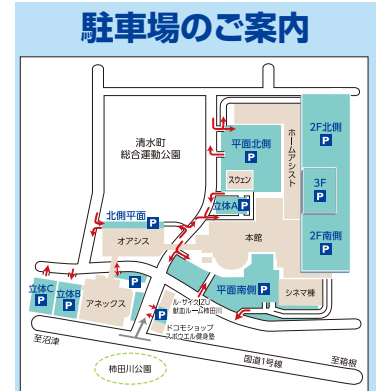 駐車場のご案内
清水町
総合運動公園
平面北側
P
スウェン
ホームアシスト
2F北側
P
3F
P
2F南側
P
立体A P
北側平面 P
オアシス
本館
立体C
P
立体B
P
アネックス
P
平面南側 P
シネマ棟
ル・サイクIZU
献血ルーム柿田川
P
ドコモショップ
スポウエル健身塾
至沼津
柿田川公園
国道1号線
至箱根